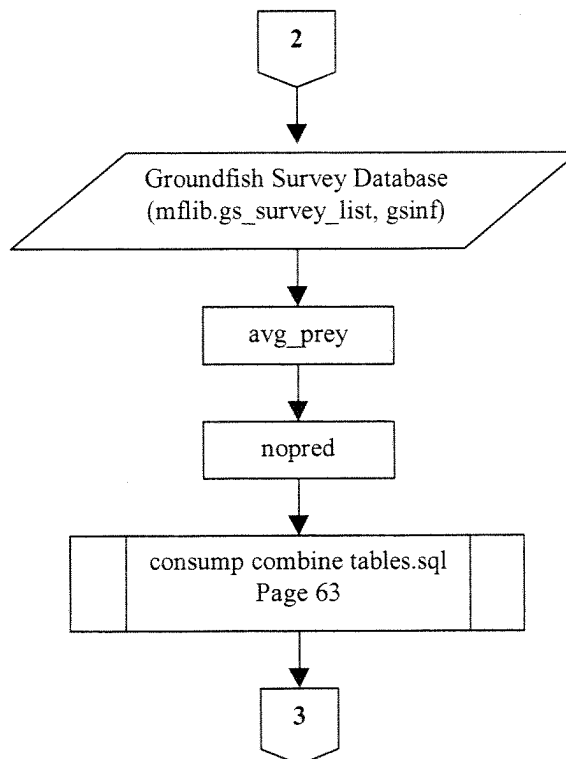 2
Groundfish Survey Database
(mflib.gs_survey_list, gsinf)
avg_prey
nopred
consump combine tables.sql
Page 63
3